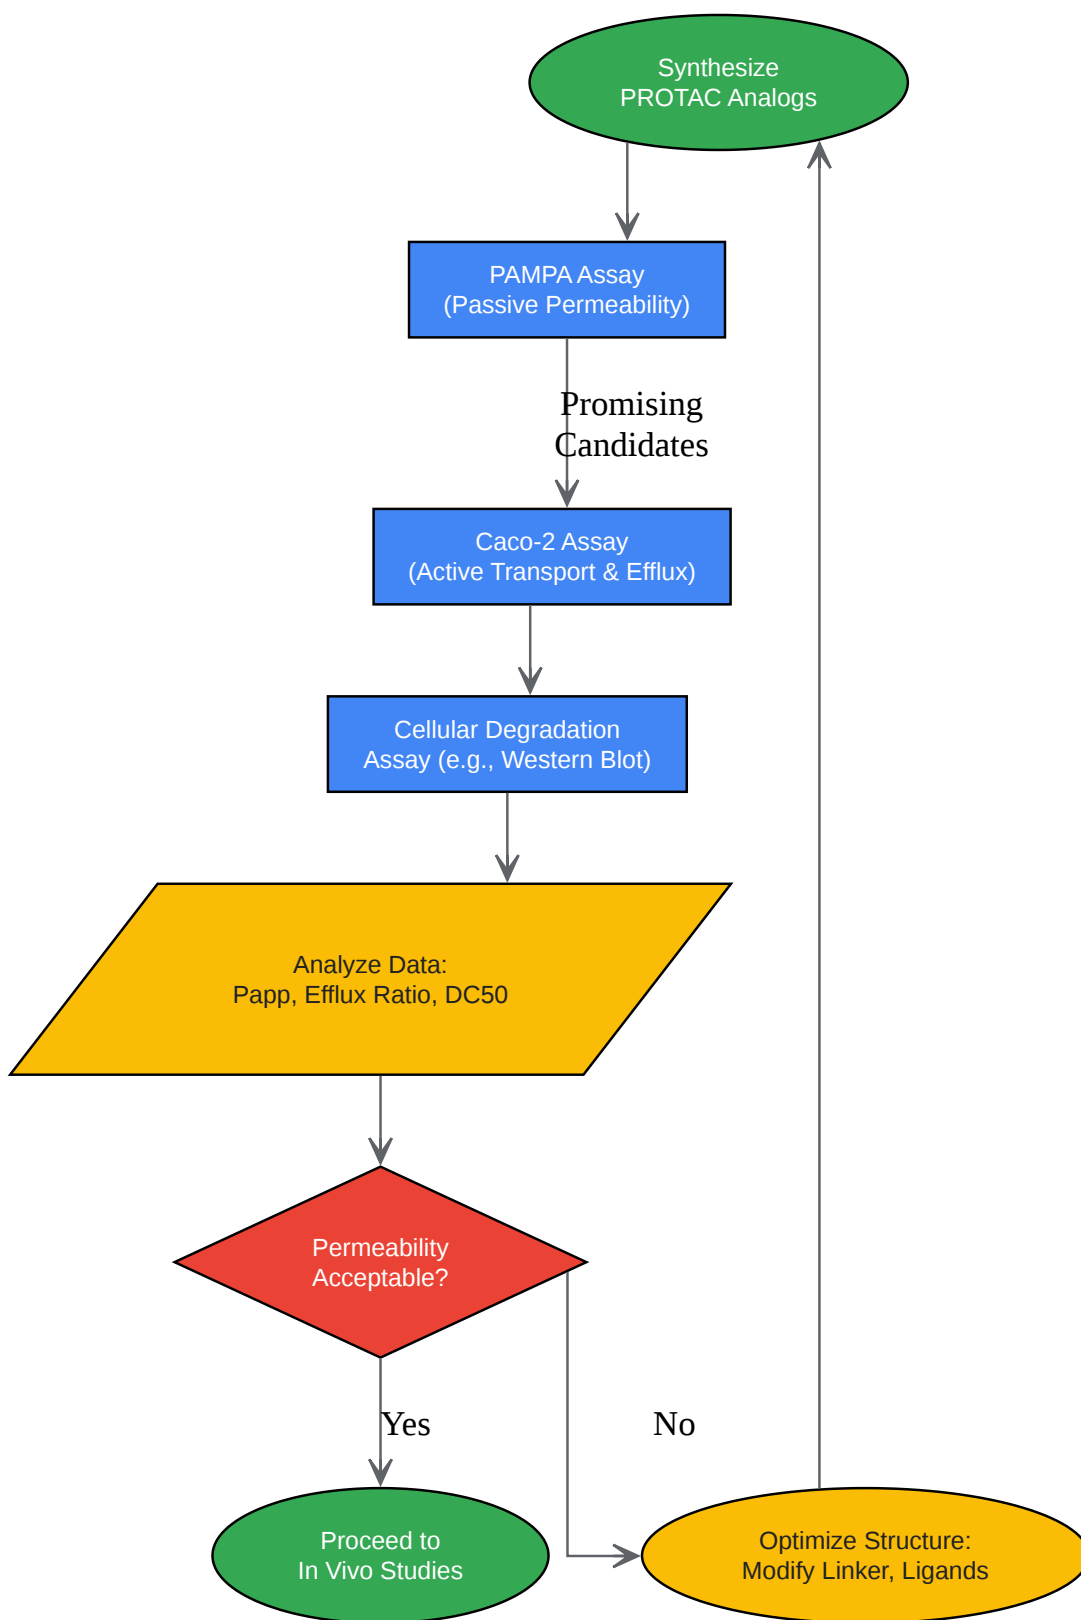 Synthesize
PROTAC Analogs
PAMPA Assay
(Passive Permeability)
Promising
Candidates
Caco-2 Assay
(Active Transport & Efflux)
Cellular Degradation
Assay (e.g., Western Blot)
Analyze Data:
Papp, Efflux Ratio, DC50
Permeability
Acceptable?
Yes
No
Proceed to
In Vivo Studies
Optimize Structure:
Modify Linker, Ligands